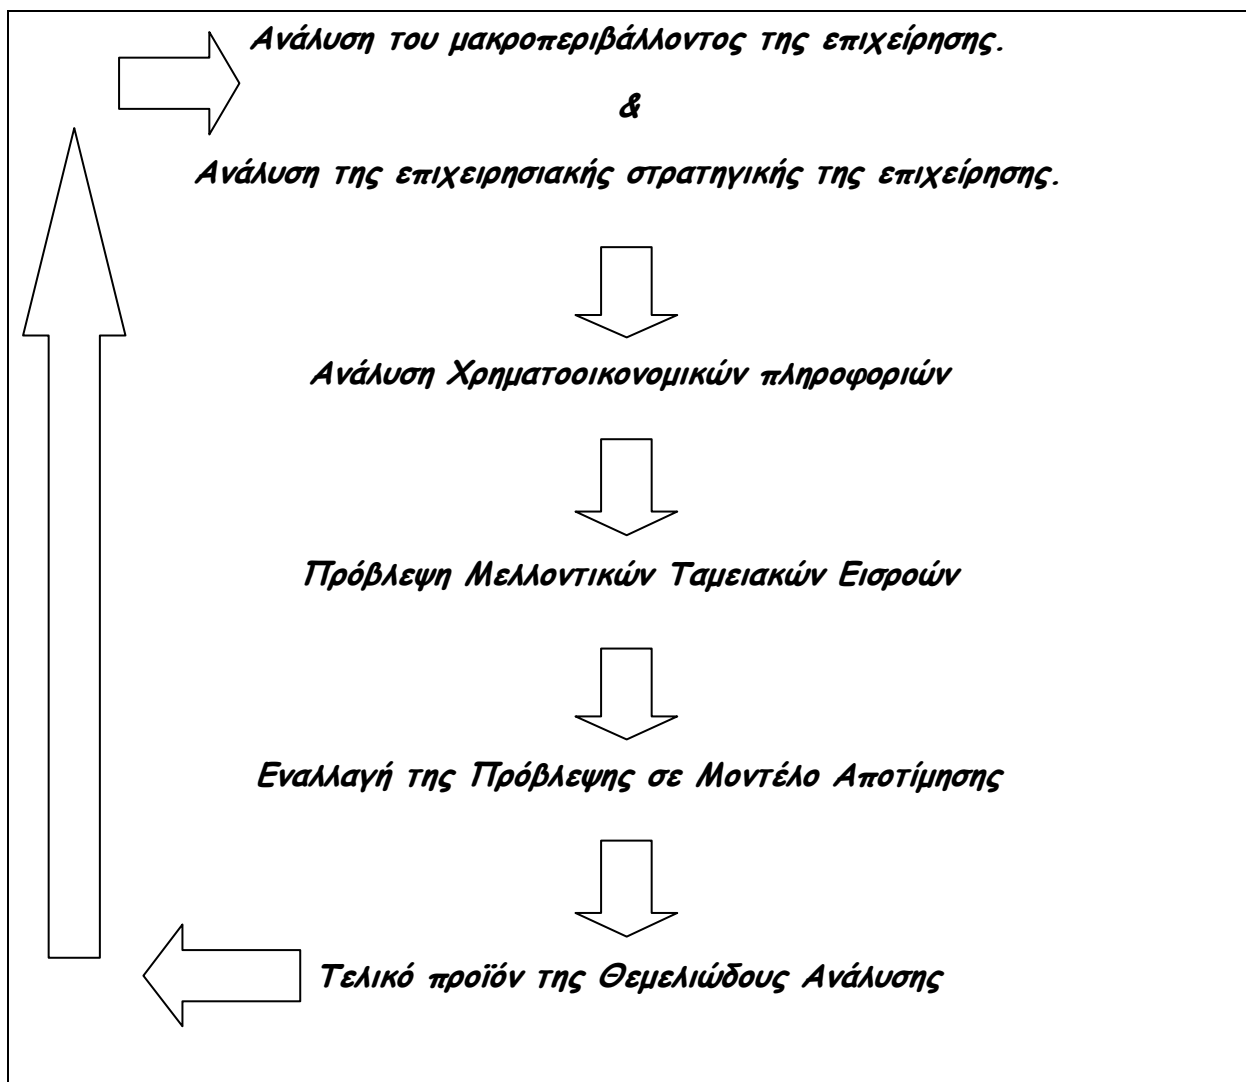 Ανάλυση του μακροπεριβάλλοντος της επιχείρησης.
&
Ανάλυση της επιχειρησιακής στρατηγικής της επιχείρησης.
Ανάλυση Χρηματοοικονομικών πληροφοριών
Πρόβλεψη Μελλοντικών Ταμειακών Εισροών
Εναλλαγή της Πρόβλεψης σε Μοντέλο Αποτίμησης
Τελικό προϊόν της Θεμελιώδους Ανάλυσης